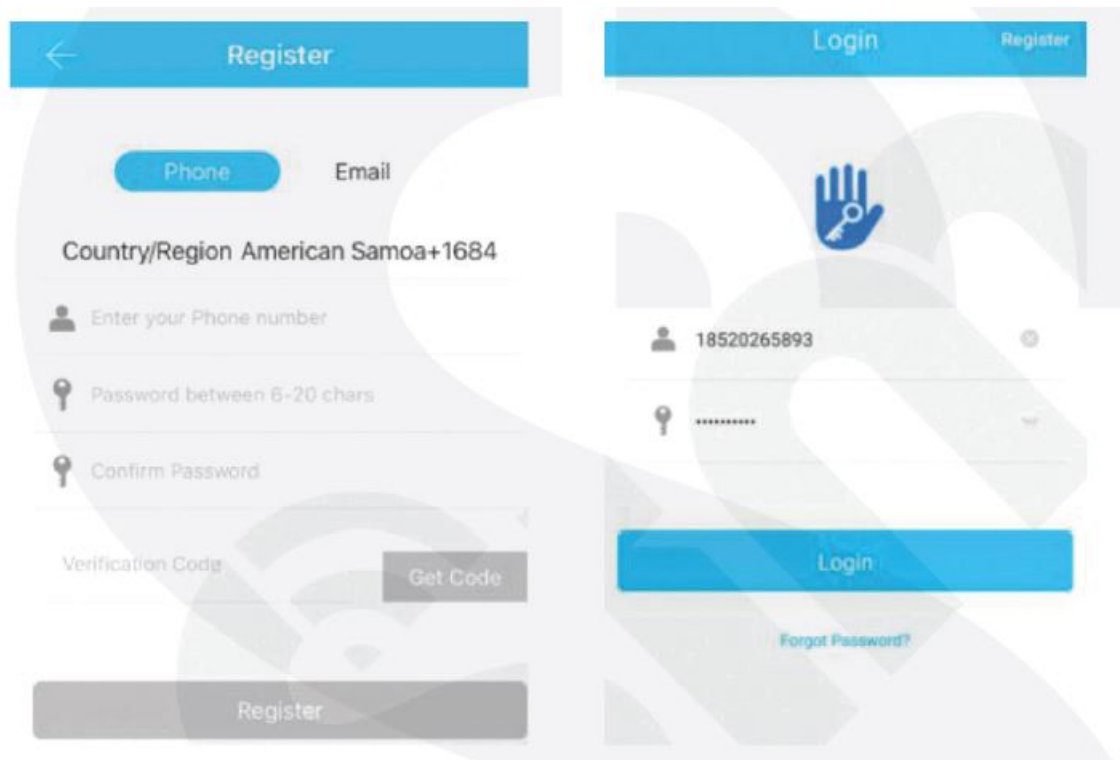 Register
Phone Email
Country/Region American Samoa+1684
Enter your Phone number
Password between 6-20 chars
Confirm Password
Verification Code
Get Code
Register
Login Register
18520265893
Login
Forgot Password?